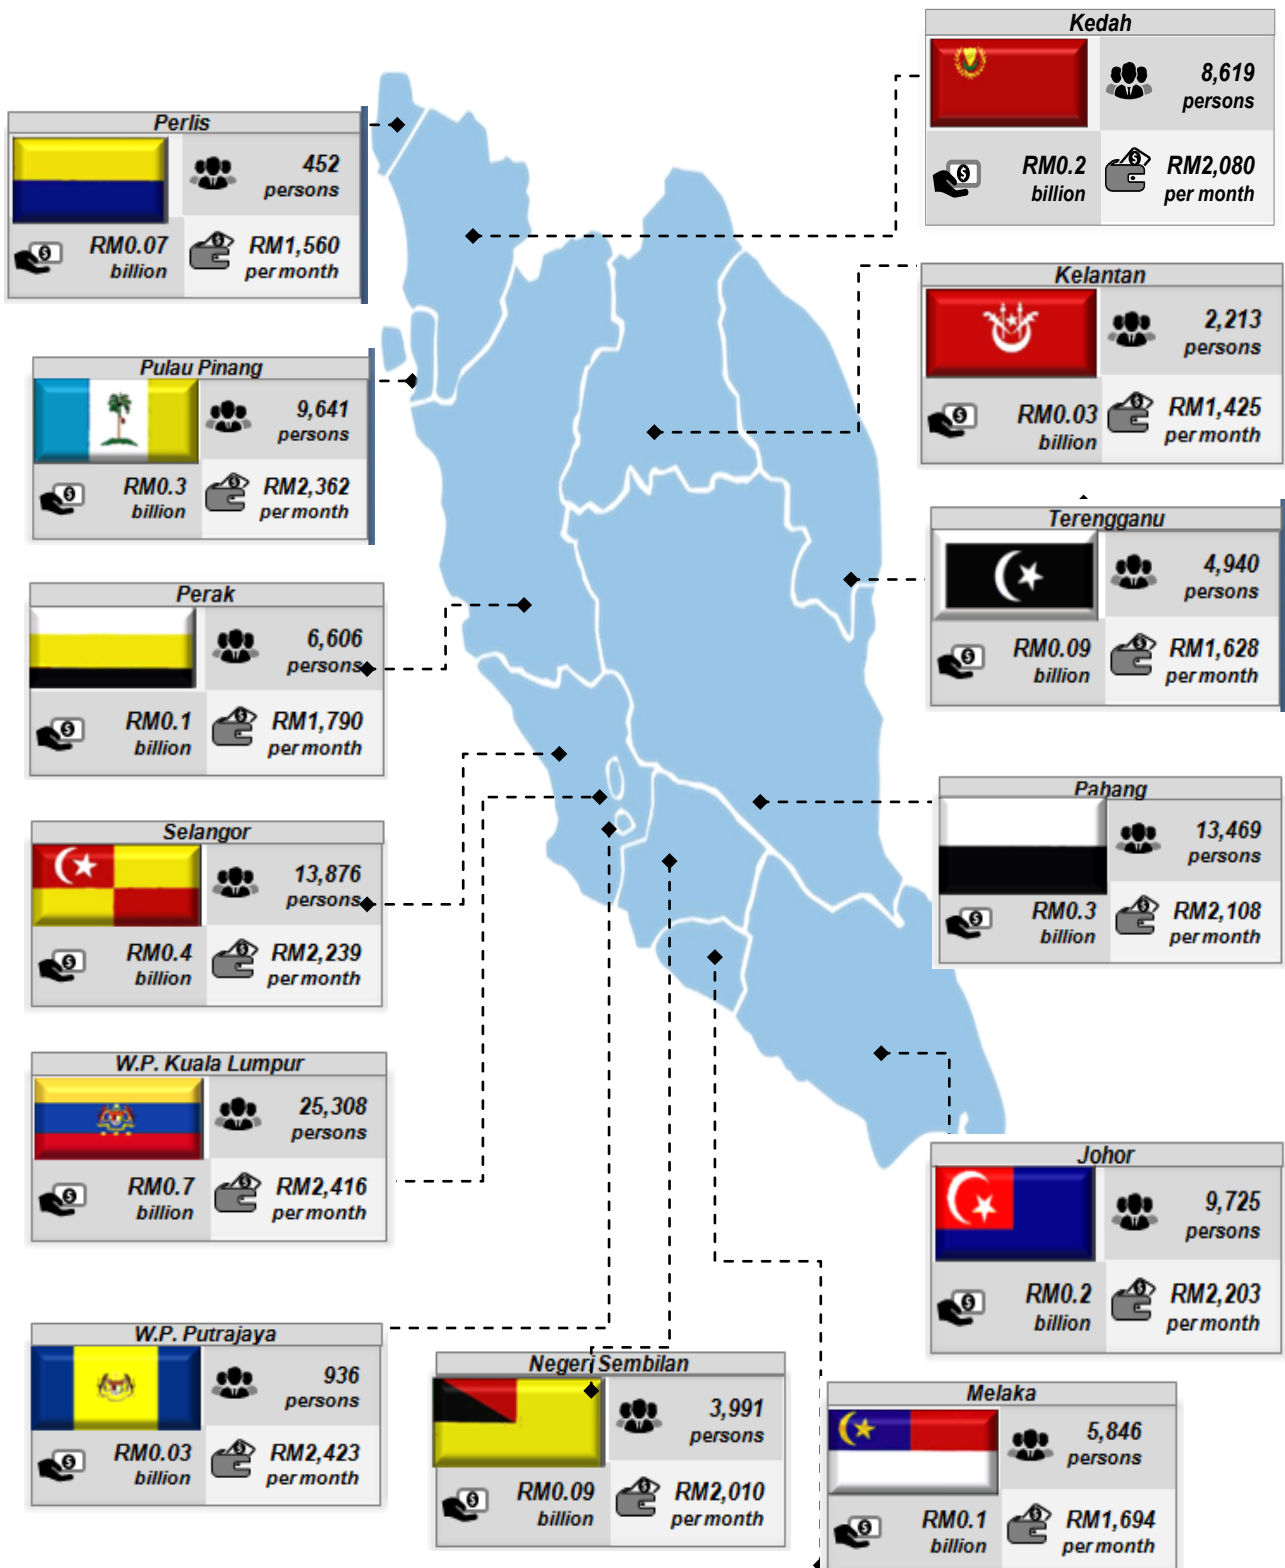 Kedah
8,619
persons
RM0.2
billion
RM2,080
per month
Perlis
452
persons
RM0.07
billion
RM1,560
per month
Kelantan
2,213
persons
RM0.03
billion
RM1,425
per month
Pulau Pinang
9,641
persons
RM0.3
billion
RM2,362
per month
Terengganu
4,940
persons
RM0.09
billion
RM1,628
per month
Perak
6,606
persons
RM0.1
billion
RM1,790
per month
Pahang
13,469
persons
RM0.3
billion
RM2,108
per month
Selangor
13,876
persons
RM0.4
billion
RM2,239
per month
W.P. Kuala Lumpur
25,308
persons
RM0.7
billion
RM2,416
per month
Johor
9,725
persons
RM0.2
billion
RM2,203
per month
W.P. Putrajaya
936
persons
RM0.03
billion
RM2,423
per month
Negeri Sembilan
3,991
persons
RM0.09
billion
RM2,010
per month
Melaka
5,846
persons
RM0.1
billion
RM1,694
per month